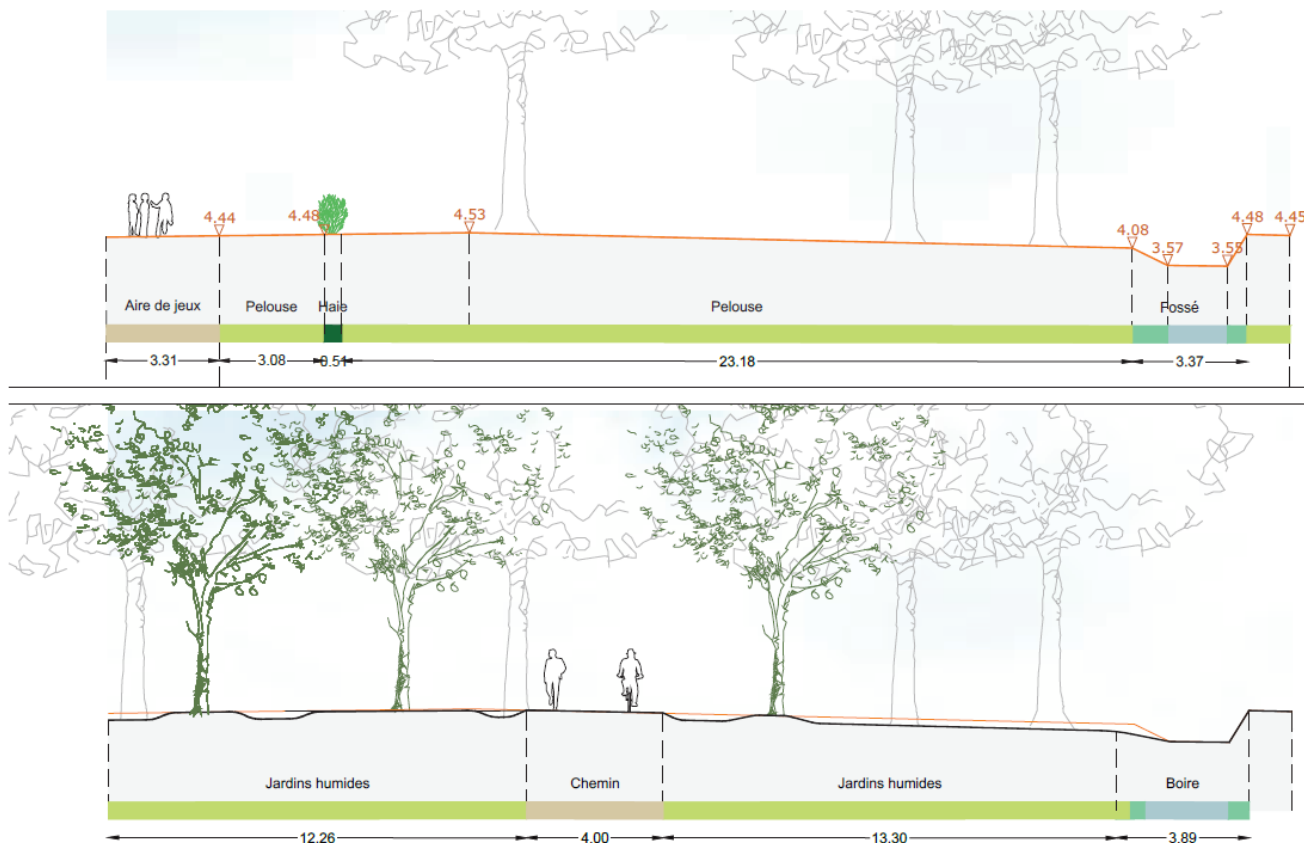 4.44
4.48
4.53
4.08
3.57
3.55
4.48
4.45
Aire de jeux
Pelouse
Haie
Pelouse
Fossé
3.31
3.08
0.51
23.18
3.37
Jardins humides
Chemin
Jardins humides
Boire
12.26
4.00
13.30
3.89